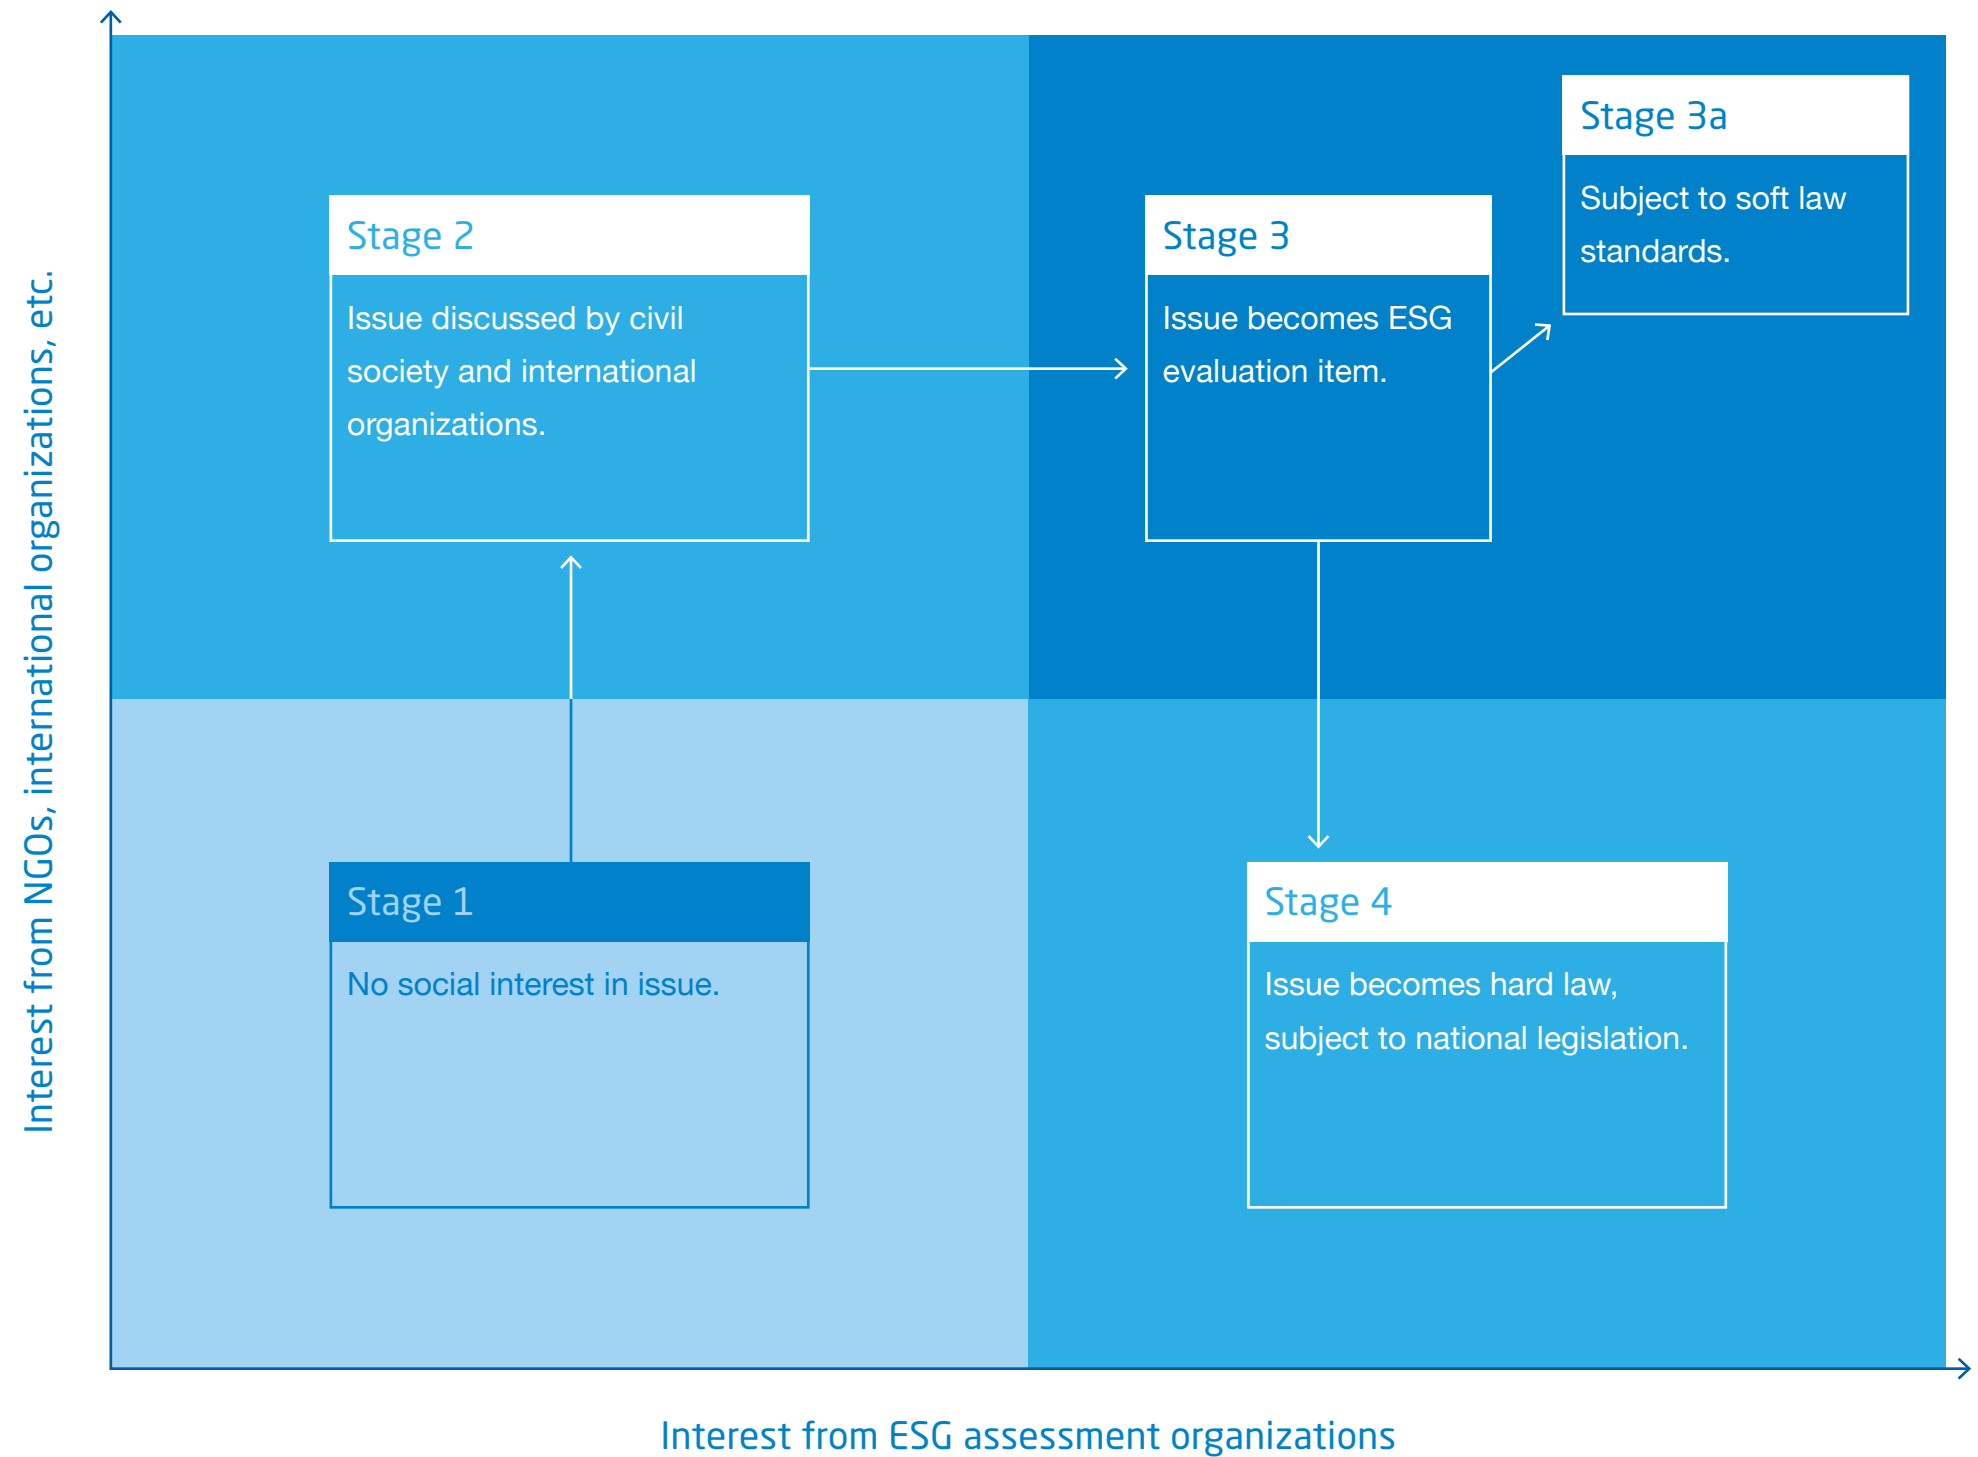 Interest from NGOs, international organizations, etc.
Stage 2
Issue discussed by civil
society and international
organizations.
Stage 3
Issue becomes ESG
evaluation item.
Stage 3a
Subject to soft law
standards.
Stage 1
No social interest in issue.
Stage 4
Issue becomes hard law,
subject to national legislation.
Interest from ESG assessment organizations